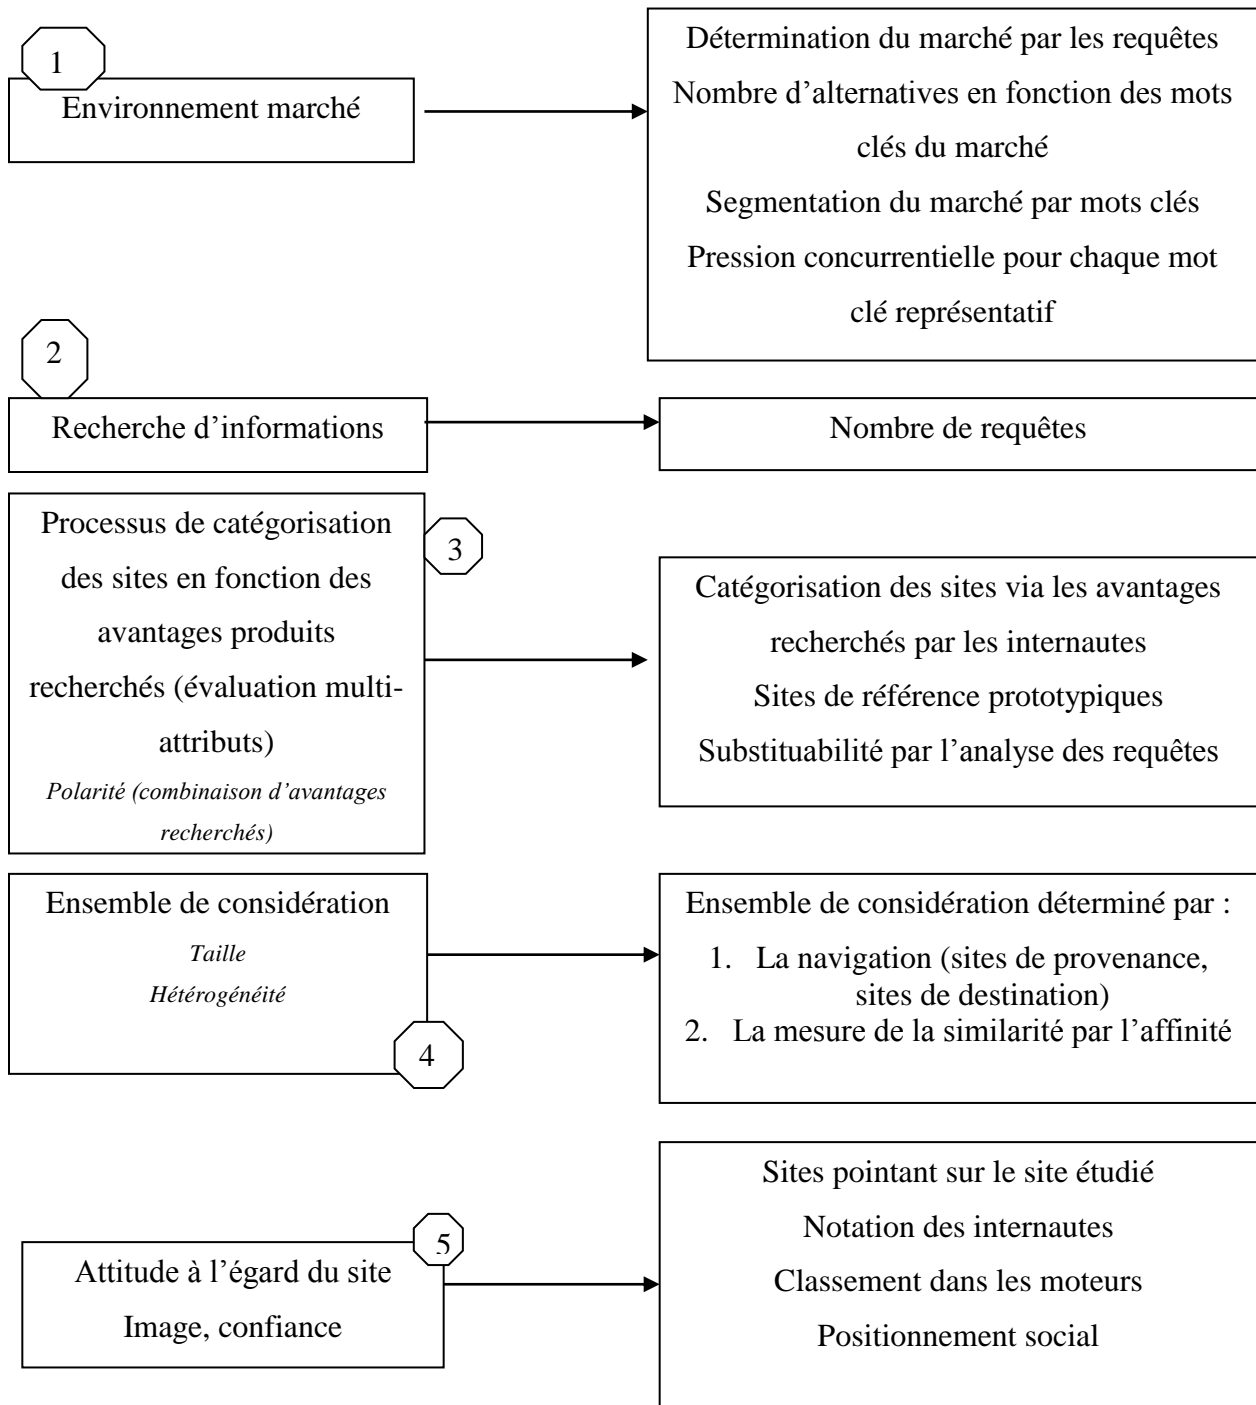 1
Environnement marché
Détermination du marché par les requêtes
Nombre d’alternatives en fonction des mots
clés du marché
Segmentation du marché par mots clés
Pression concurrentielle pour chaque mot
clé représentatif
2
Recherche d’informations
Nombre de requêtes
3
Processus de catégorisation
des sites en fonction des
avantages produits
recherchés (évaluation multi-
attributs)
Polarité (combinaison d’avantages
recherchés)
Catégorisation des sites via les avantages
recherchés par les internautes
Sites de référence prototypiques
Substituabilité par l’analyse des requêtes
Ensemble de considération
Taille
Hétérogénéité
4
Ensemble de considération déterminé par :
1. La navigation (sites de provenance,
sites de destination)
2. La mesure de la similarité par l’affinité
5
Attitude à l’égard du site
Image, confiance
Sites pointant sur le site étudié
Notation des internautes
Classement dans les moteurs
Positionnement social